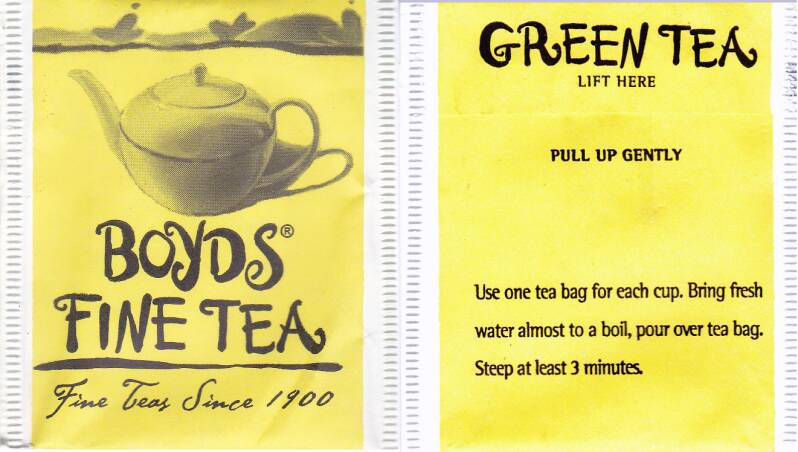 BOYDS®
FINE TEA
Fine Teas Since 1900
GREEN TEA
LIFT HERE
PULL UP GENTLY
Use one tea bag for each cup. Bring fresh
water almost to a boil, pour over tea bag.
Steep at least 3 minutes.